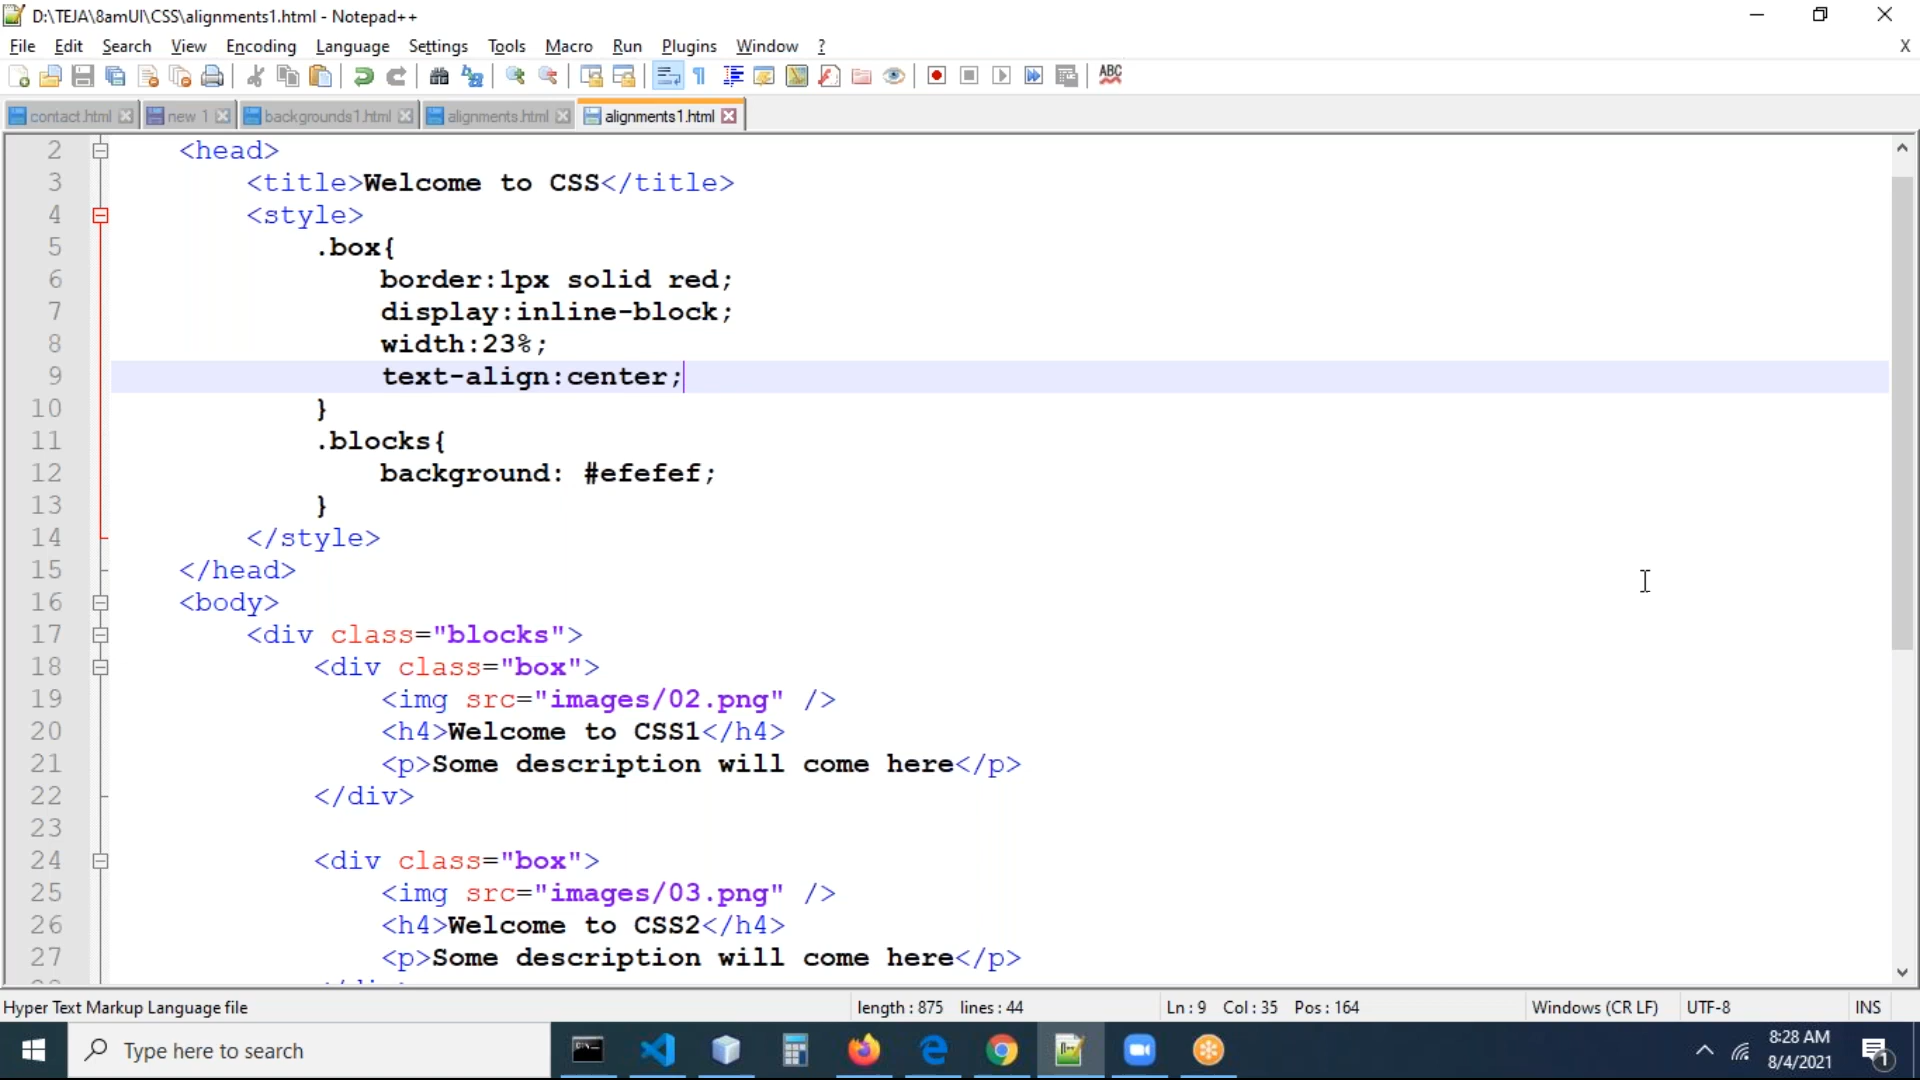 D:\TEJA\8amUI\CSS\alignments1.html - Notepad++
File Edit Search View Encoding Language Settings Tools Macro Run Plugins Window ? X
ABC
contact.html new 1 backgrounds1.html alignments.html alignments1.html
2 <head>
3 <title>Welcome to CSS</title>
4 <style>
5 .box{
6 border:1px solid red;
7 display:inline-block;
8 width:23%;
9 text-align:center;
10 }
11 .blocks{
12 background: #efefef;
13 }
14 </style>
15 </head>
16 <body>
17 <div class="blocks">
18 <div class="box">
19 <img src="images/02.png" />
20 <h4>Welcome to CSS1</h4>
21 <p>Some description will come here</p>
22 </div>
23
24 <div class="box">
25 <img src="images/03.png" />
26 <h4>Welcome to CSS2</h4>
27 <p>Some description will come here</p>
Hyper Text Markup Language file length : 875 lines : 44 Ln : 9 Col : 35 Pos : 164 Windows (CR LF) UTF-8 INS
Type here to search
8:28 AM
8/4/2021
1